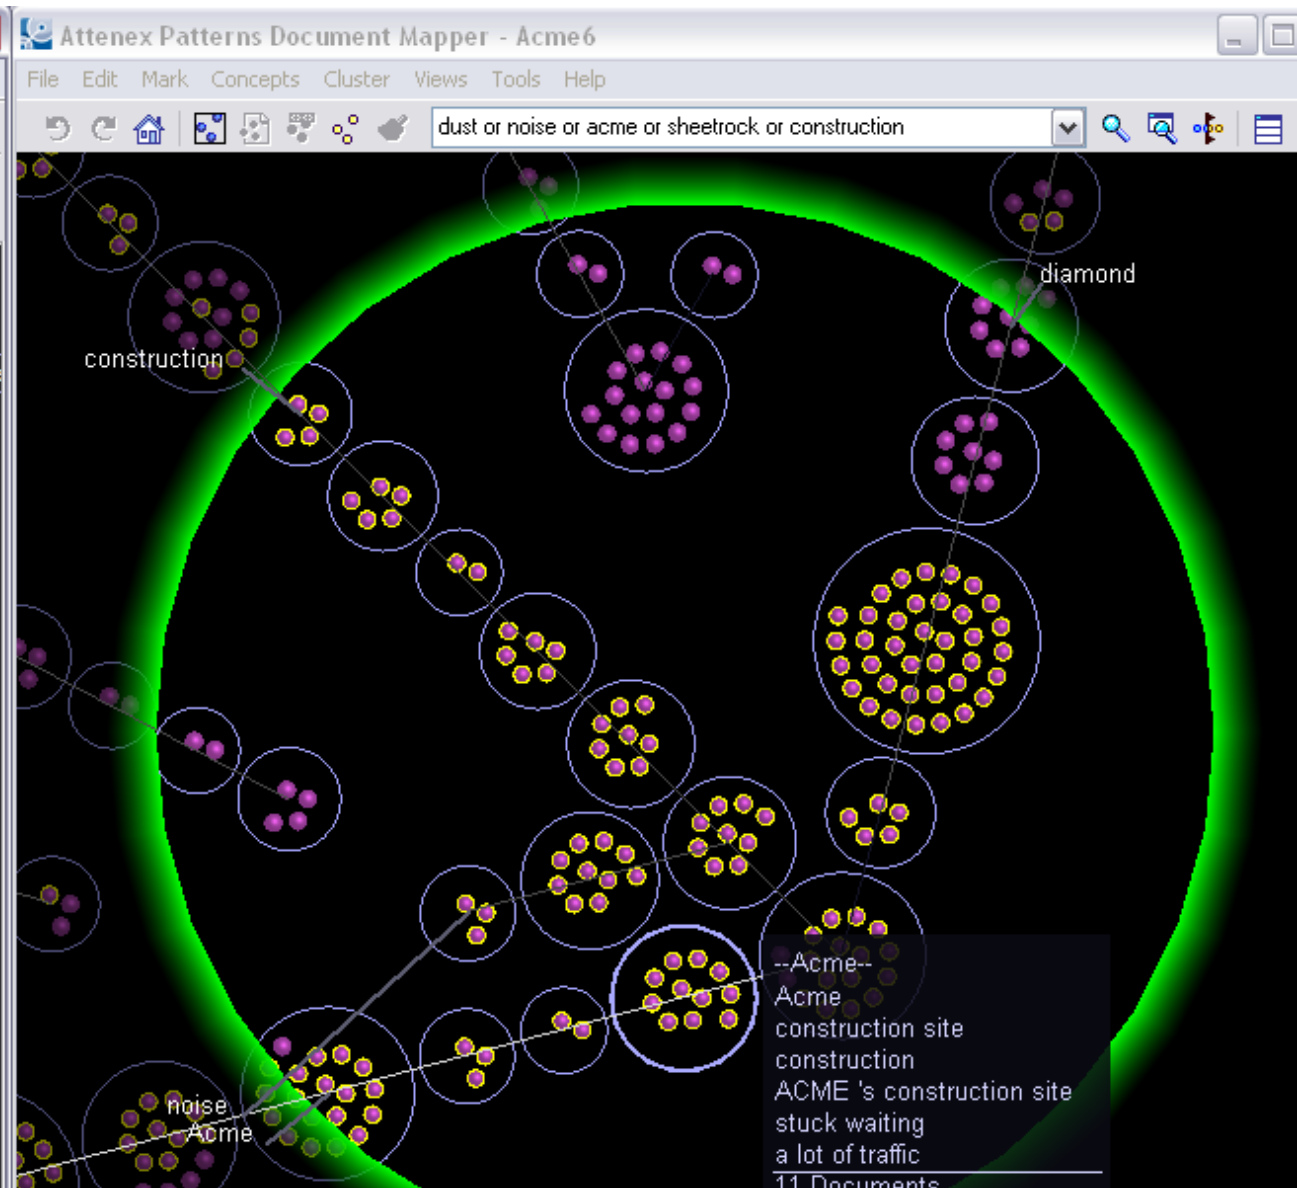 Attenex Patterns Document Mapper - Acme6
File Edit Mark Concepts Cluster Views Tools Help
dust or noise or acme or sheetrock or construction
diamond
construction
--Acme--
Acme
construction site
construction
ACME 's construction site
stuck waiting
a lot of traffic
11 Documents
noise
Acme